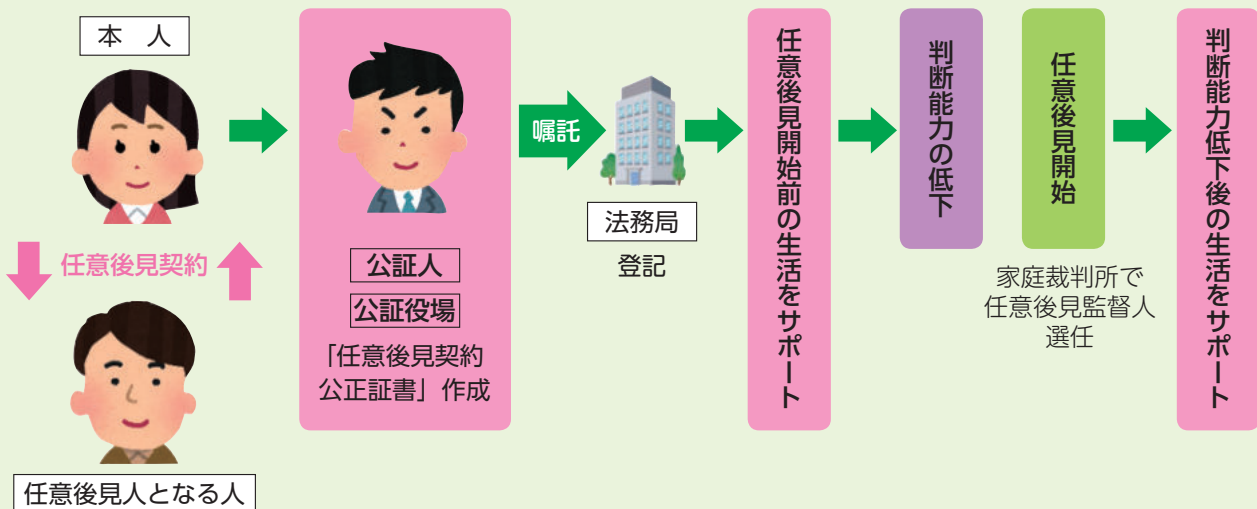 本　人
任意後見契約
任意後見人となる人
公証人
公証役場
「任意後見契約
公正証書」作成
嘱託
法務局
登記
任意後見開始前の生活をサポート
判断能力の低下
任意後見開始
家庭裁判所で
任意後見監督人
選任
判断能力低下後の生活をサポート